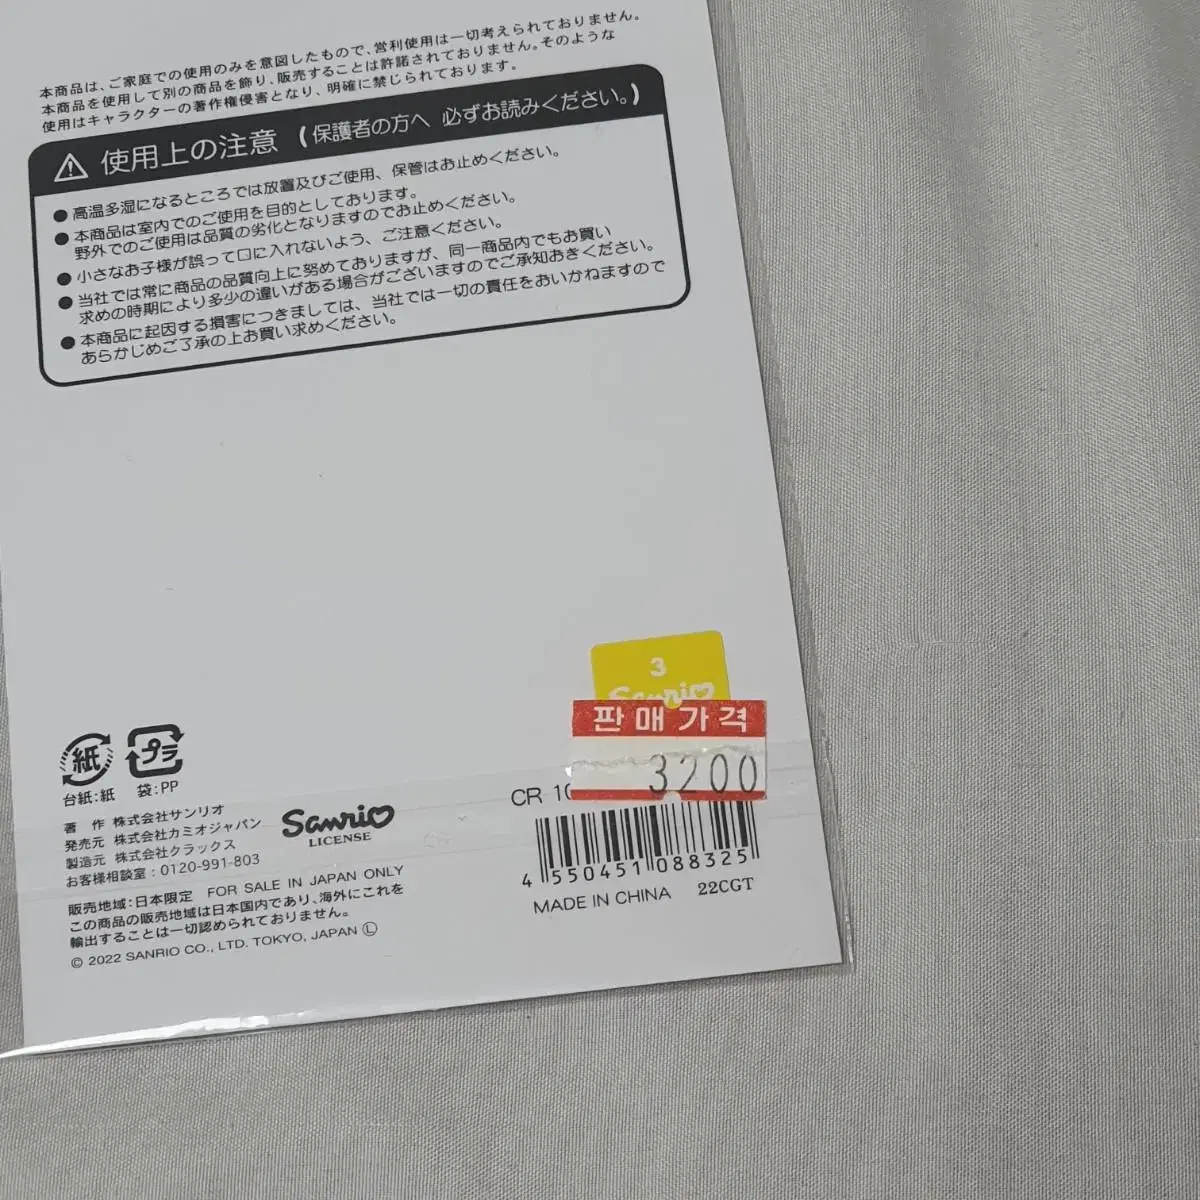 本商品は、ご家庭での使用のみを意図したもので、営利使用は一切考えられておりません。
本商品を使用して別の商品を飾り、販売することは許諾されておりません。そのような
使用はキャラクターの著作権侵害となり、明確に禁じられております。
使用上の注意（保護者の方へ 必ずお読みください。）
●高温多湿になるところでは放置及びご使用、保管はお止めください。
●本商品は室内でのご使用を目的としております。
野外でのご使用は品質の劣化となりますのでお止めください。
●小さなお子様が誤って口に入れないよう、ご注意ください。
●当社では常に商品の品質向上に努めておりますが、同一商品内でもお買い
求めの時期により多少の違いがある場合がございますのでご承知おきください。
●本商品に起因する損害につきましては、当社では一切の責任をおいかねますので
あらかじめご了承の上お買い求めください。
3
Sanrio
판매가격
3200
紙 プラ
台紙:紙 袋:PP
著 作 株式会社サンリオ
発売元 株式会社カミオジャパン
製造元 株式会社クラックス
お客様相談室:0120-991-803
Sanrio
LICENSE
販売地域:日本限定 FOR SALE IN JAPAN ONLY
この商品の販売地域は日本国内であり、海外にこれを
輸出することは一切認められておりません。
© 2022 SANRIO CO., LTD. TOKYO, JAPAN Ⓛ
CR
4 550451 088325
MADE IN CHINA 22CGT